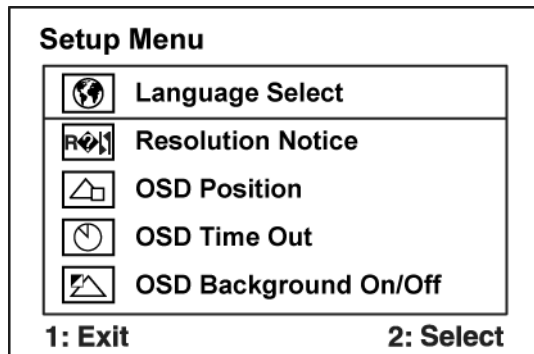 Setup Menu
Language Select
Resolution Notice
OSD Position
OSD Time Out
OSD Background On/Off
1: Exit 2: Select